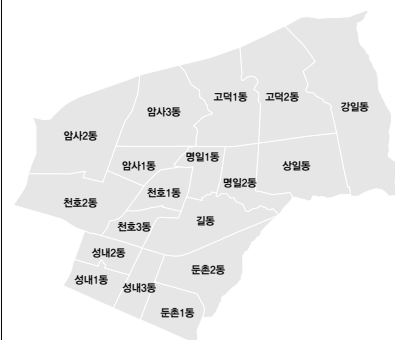 고덕1동
고덕2동
강일동
암사3동
암사2동
명일1동
암사1동
상일동
명일2동
천호1동
천호2동
길동
천호3동
성내2동
둔촌2동
성내1동
성내3동
둔촌1동